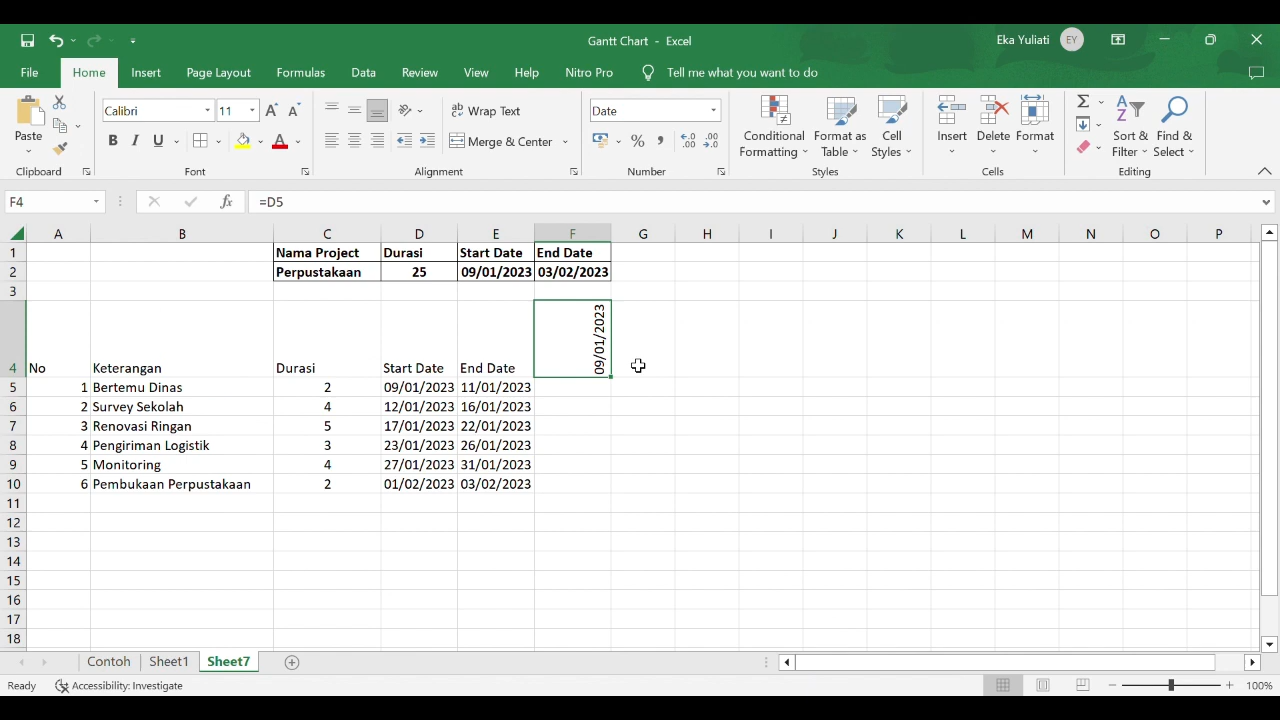 Gantt Chart - Excel
Eka Yuliati EY
File Home Insert Page Layout Formulas Data Review View Help Nitro Pro Tell me what you want to do
Paste
Calibri 11
B I U A
Wrap Text
Merge & Center
Date
% ,
Conditional Formatting
Format as Table
Cell Styles
Insert Delete Format
Sort & Filter
Find & Select
Clipboard Font Alignment Number Styles Cells Editing
F4 fx =D5
A B C D E F G H I J K L M N O P
1 Nama Project Durasi Start Date End Date
2 Perpustakaan 25 09/01/2023 03/02/2023
3
4 No Keterangan Durasi Start Date End Date 09/01/2023
5 1 Bertemu Dinas 2 09/01/2023 11/01/2023
6 2 Survey Sekolah 4 12/01/2023 16/01/2023
7 3 Renovasi Ringan 5 17/01/2023 22/01/2023
8 4 Pengiriman Logistik 3 23/01/2023 26/01/2023
9 5 Monitoring 4 27/01/2023 31/01/2023
10 6 Pembukaan Perpustakaan 2 01/02/2023 03/02/2023
11
12
13
14
15
16
17
18
Contoh Sheet1 Sheet7
Ready Accessibility: Investigate 100%